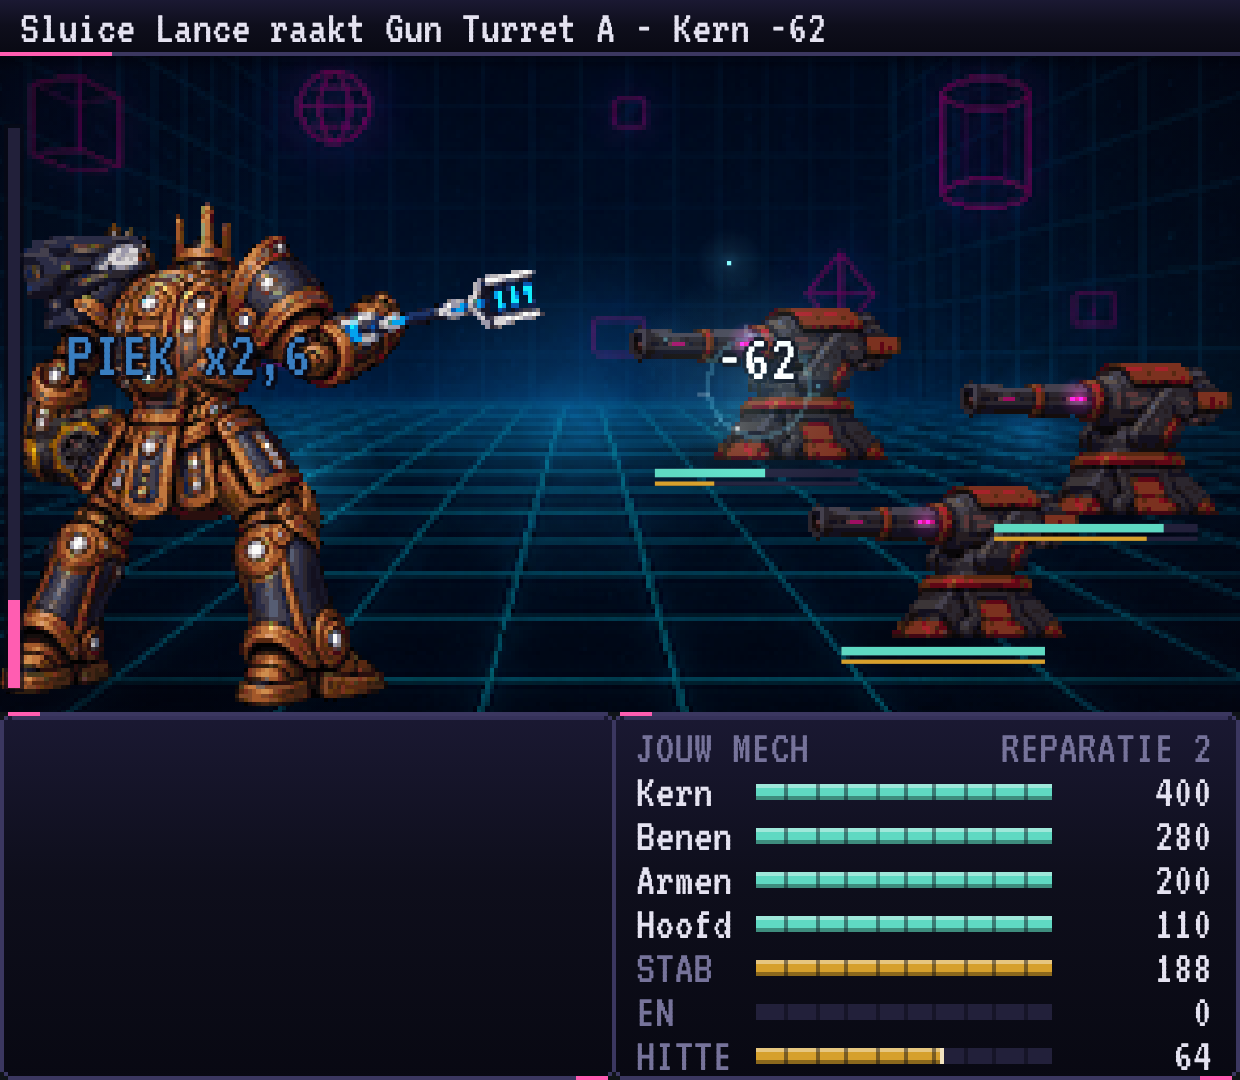 Sluice Lance raakt Gun Turret A - Kern -62
PIEK x2,6
-62
JOUW MECH REPARATIE 2
Kern 400
Benen 280
Armen 200
Hoofd 110
STAB 188
EN 0
HITTE 64